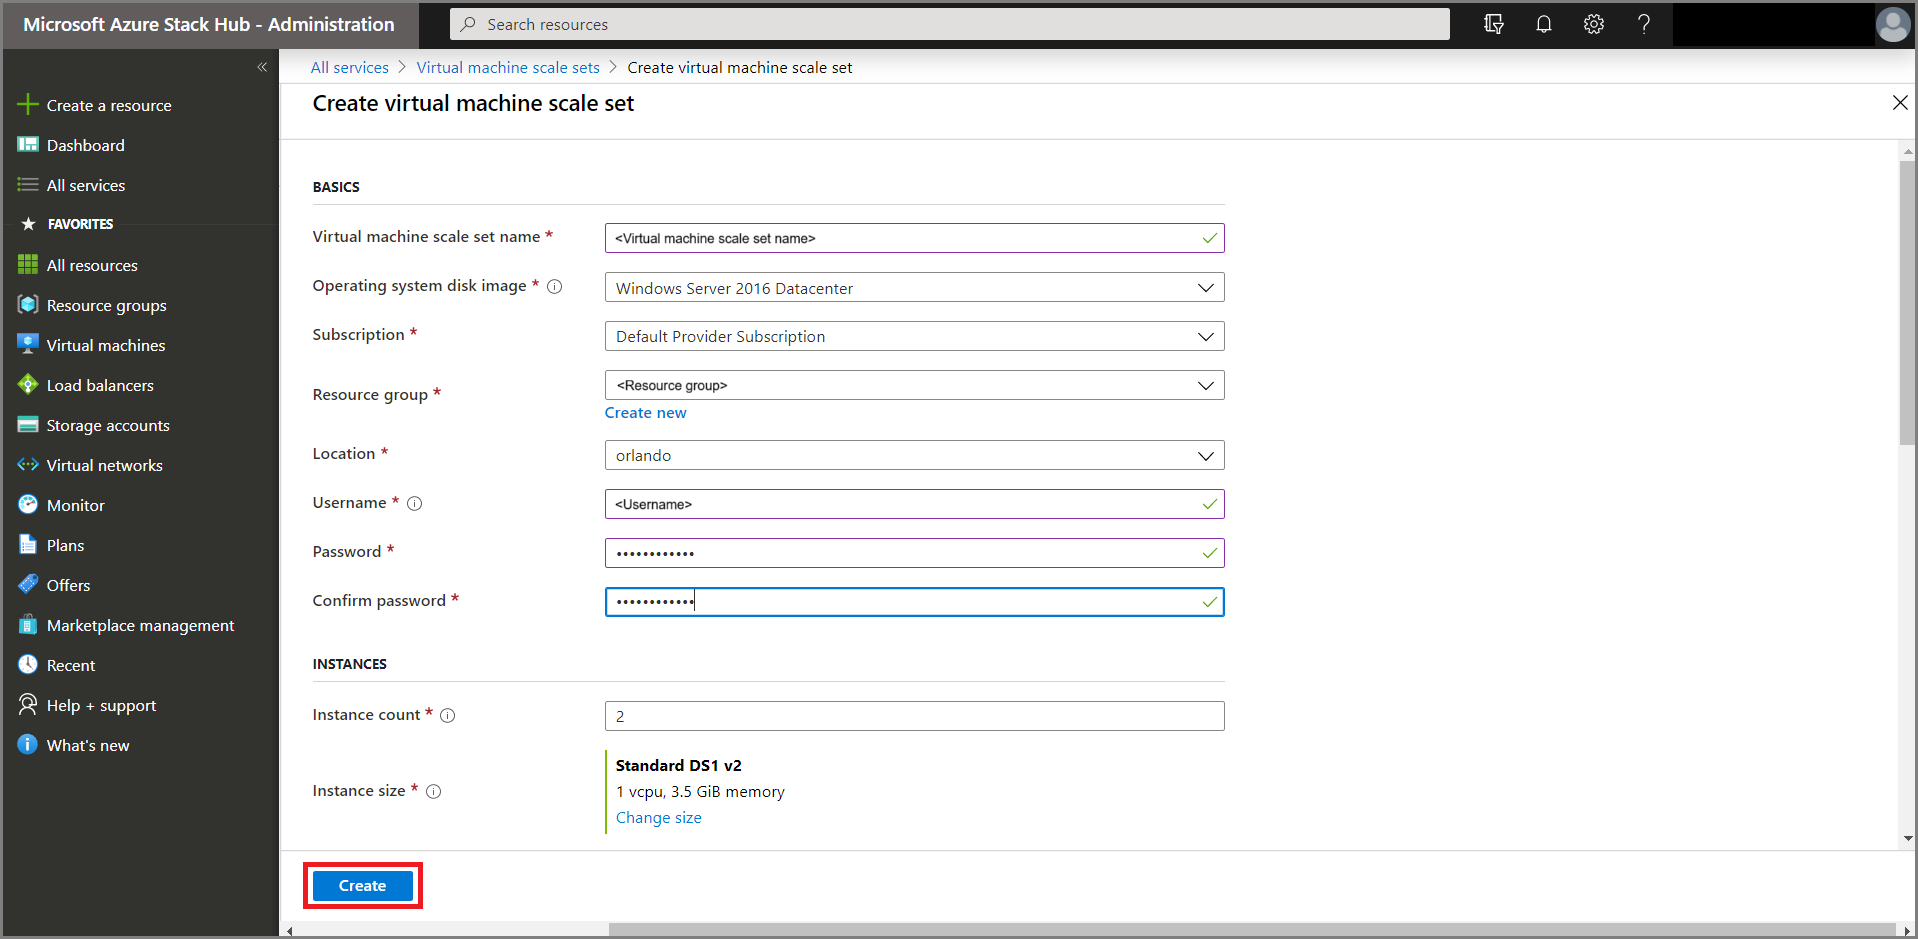 Microsoft Azure Stack Hub - Administration
Search resources
?
«
All services > Virtual machine scale sets > Create virtual machine scale set
Create virtual machine scale set
Create a resource
Dashboard
All services
FAVORITES
All resources
Resource groups
Virtual machines
Load balancers
Storage accounts
Virtual networks
Monitor
Plans
Offers
Marketplace management
Recent
Help + support
What's new
BASICS
Virtual machine scale set name * <Virtual machine scale set name>
Operating system disk image * Windows Server 2016 Datacenter
Subscription * Default Provider Subscription
Resource group * <Resource group>
Create new
Location * orlando
Username * <Username>
Password * ••••••••••••
Confirm password * ••••••••••••
INSTANCES
Instance count * 2
Instance size * Standard DS1 v2
1 vcpu, 3.5 GiB memory
Change size
Create